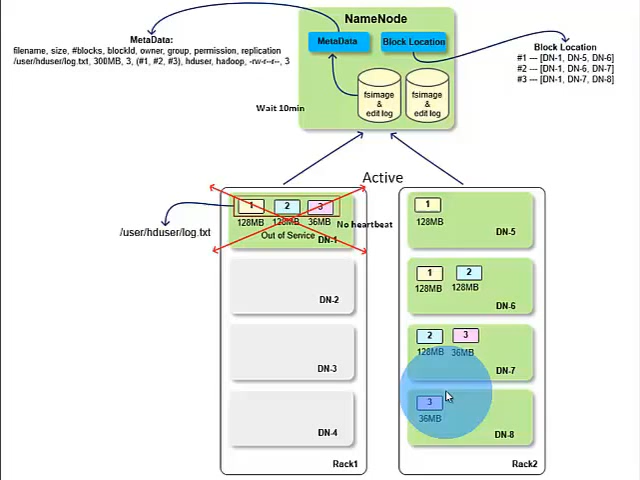 NameNode
MetaData:
filename, size, #blocks, blockId, owner, group, permission, replication
/user/hduser/log.txt, 300MB, 3, (#1, #2, #3), hduser, hadoop, -rw-r--r--, 3
MetaData
Block Location
Block Location
#1 --- [DN-1, DN-5, DN-6]
#2 --- [DN-1, DN-6, DN-7]
#3 --- [DN-1, DN-7, DN-8]
fsimage
&
edit log
fsimage
&
edit log
Wait 10min
Active
1 2 3
128MB 128MB 36MB
Out of Service
DN-1
No heartbeat
/user/hduser/log.txt
DN-2
DN-3
DN-4
Rack1
1
128MB
DN-5
1 2
128MB 128MB
DN-6
2 3
128MB 36MB
DN-7
3
36MB
DN-8
Rack2